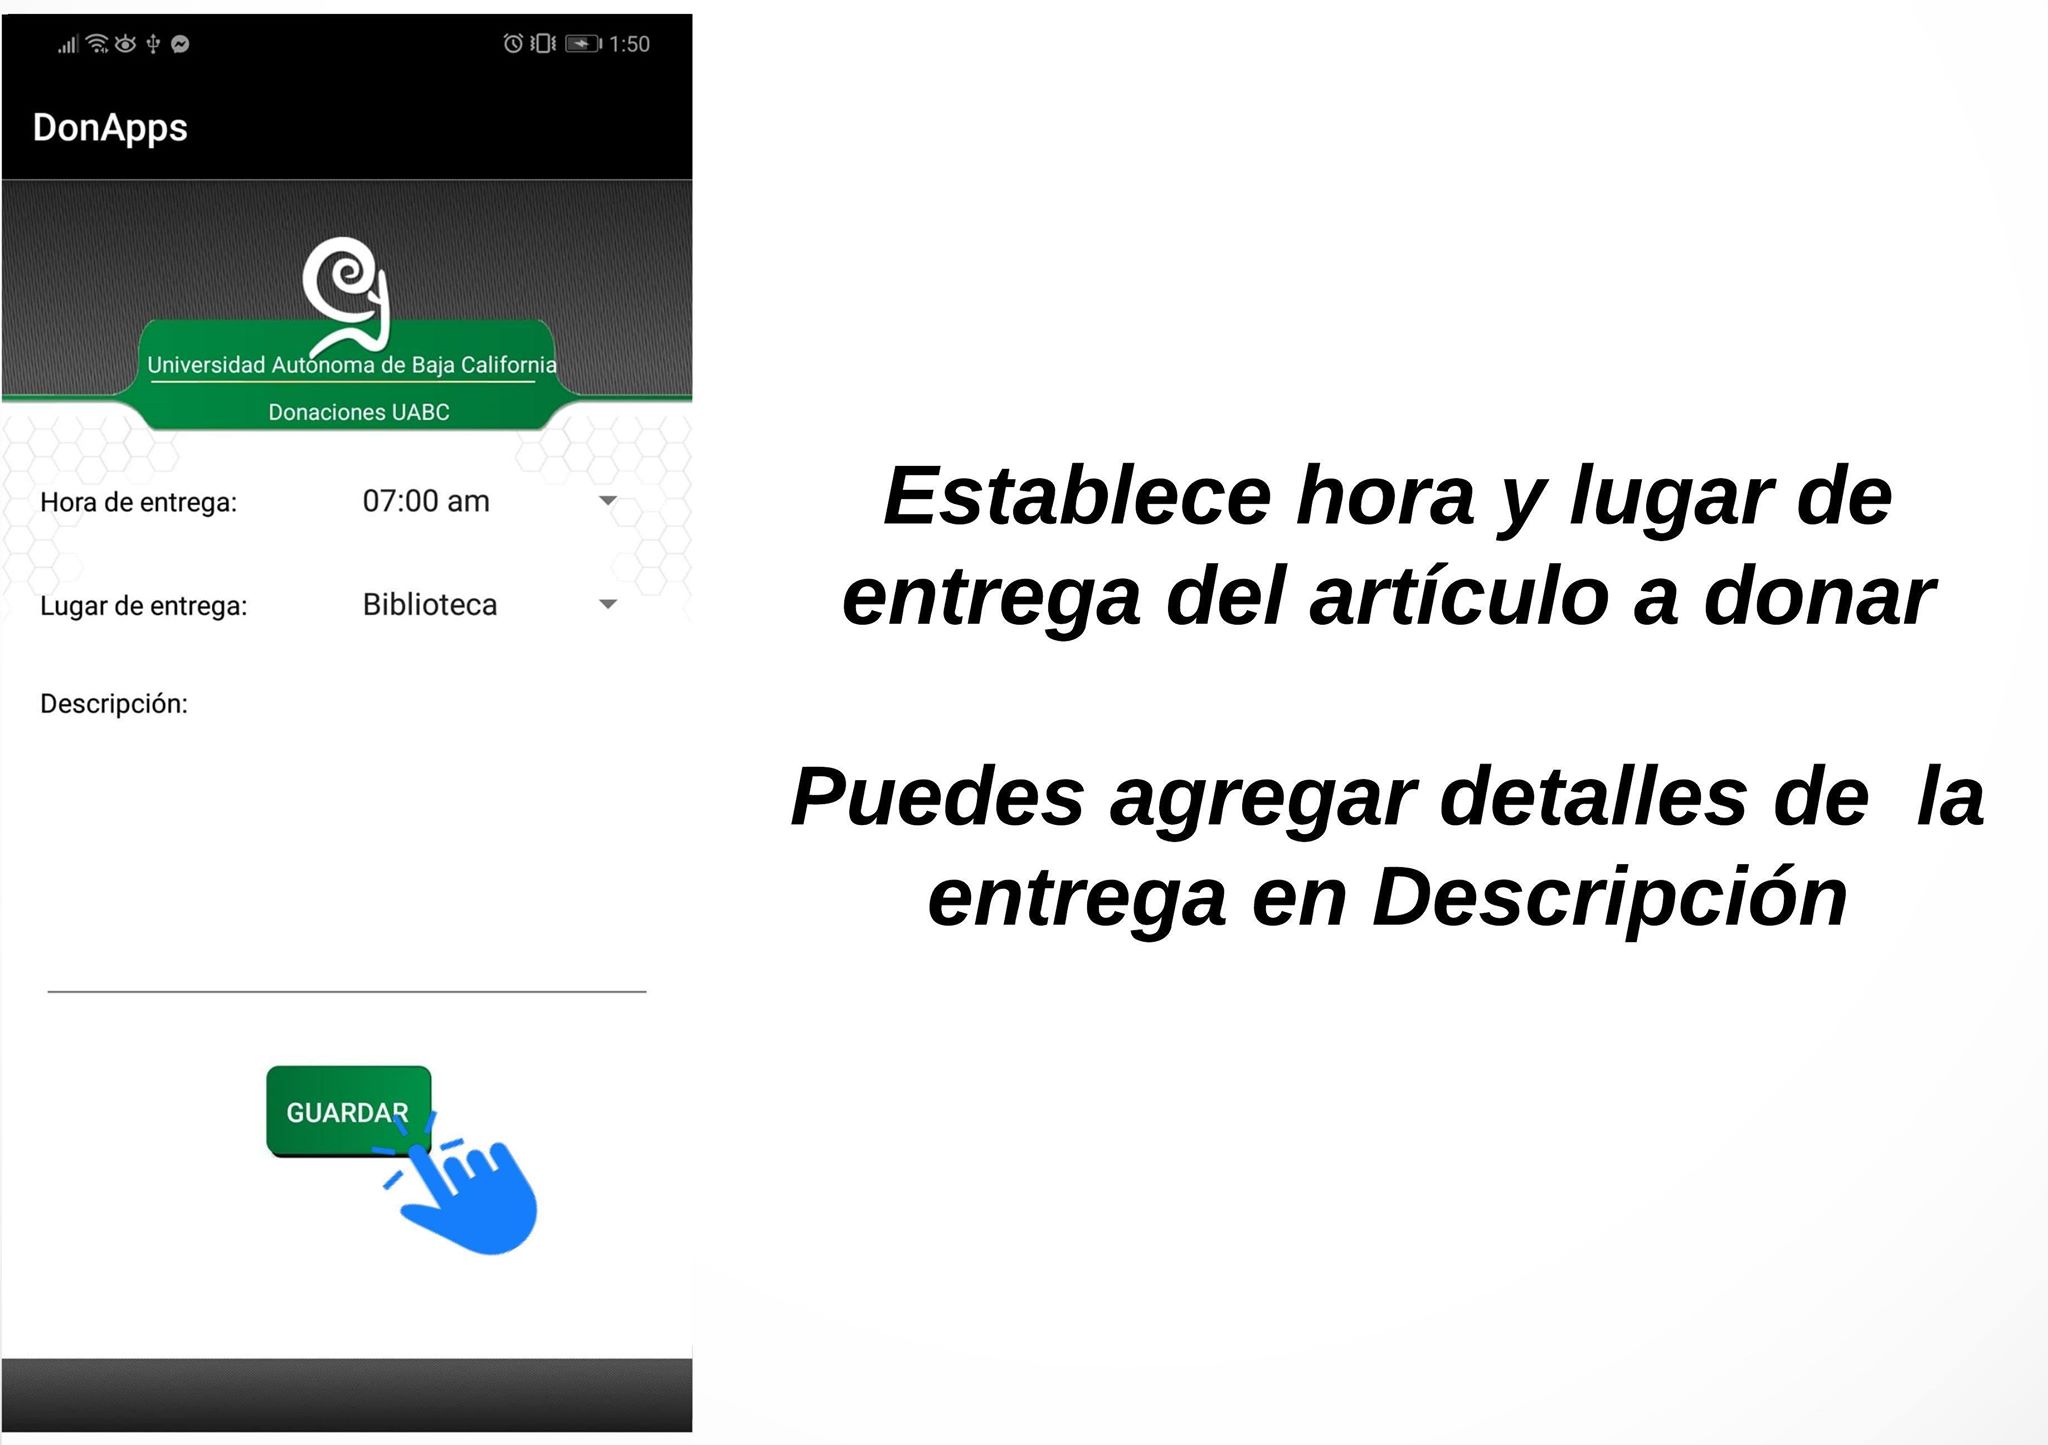 1:50
DonApps
Universidad Autónoma de Baja California
Donaciones UABC
Hora de entrega: 07:00 am
Lugar de entrega: Biblioteca
Descripción:
GUARDAR
Establece hora y lugar de
entrega del artículo a donar
Puedes agregar detalles de  la
entrega en Descripción